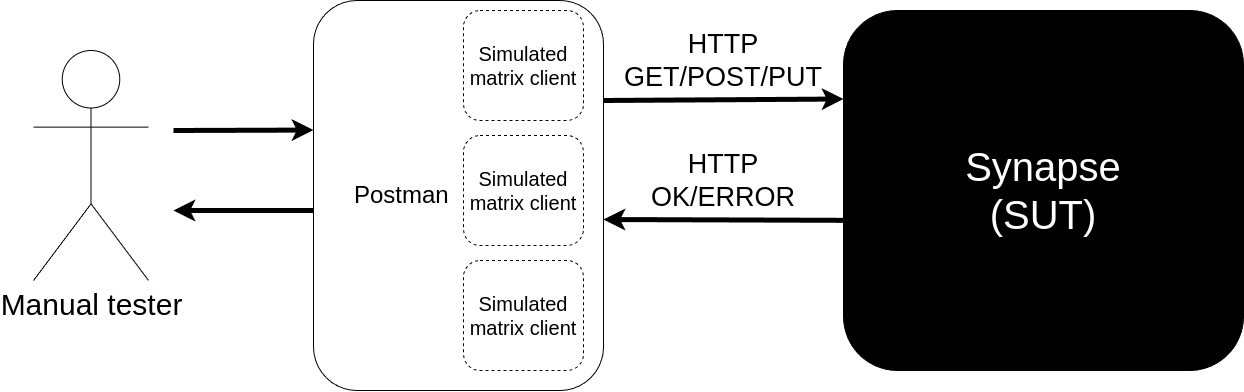 Manual tester
Postman
Simulated
matrix client
Simulated
matrix client
Simulated
matrix client
HTTP
GET/POST/PUT
HTTP
OK/ERROR
Synapse
(SUT)